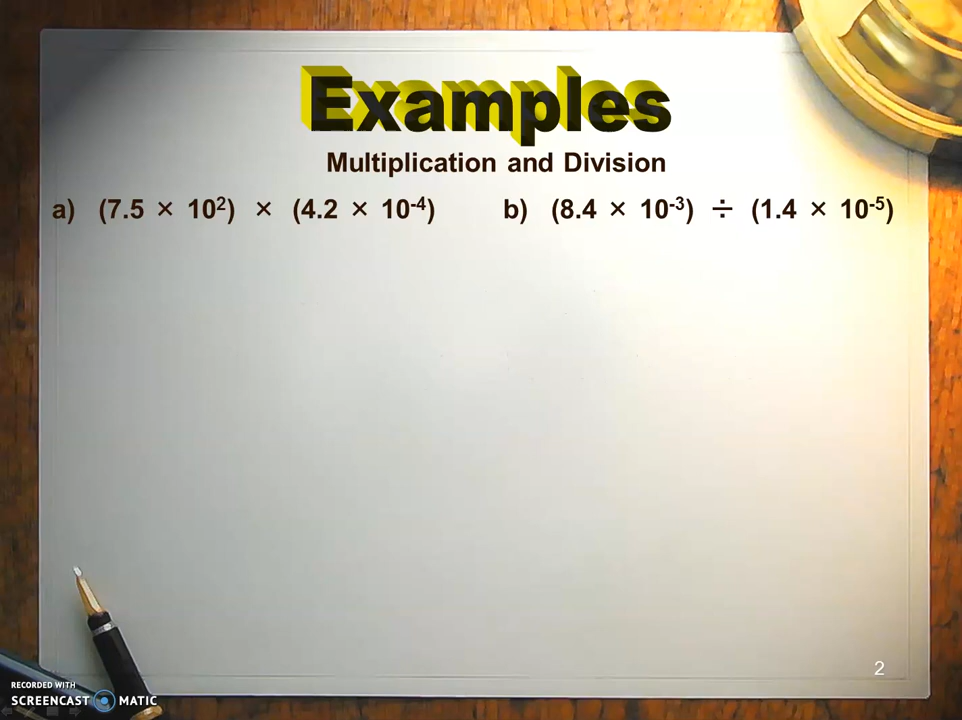 Examples
Multiplication and Division
a) (7.5 × 10²) × (4.2 × 10⁻⁴) b) (8.4 × 10⁻³) ÷ (1.4 × 10⁻⁵)
2
RECORDED WITH
SCREENCAST MATIC